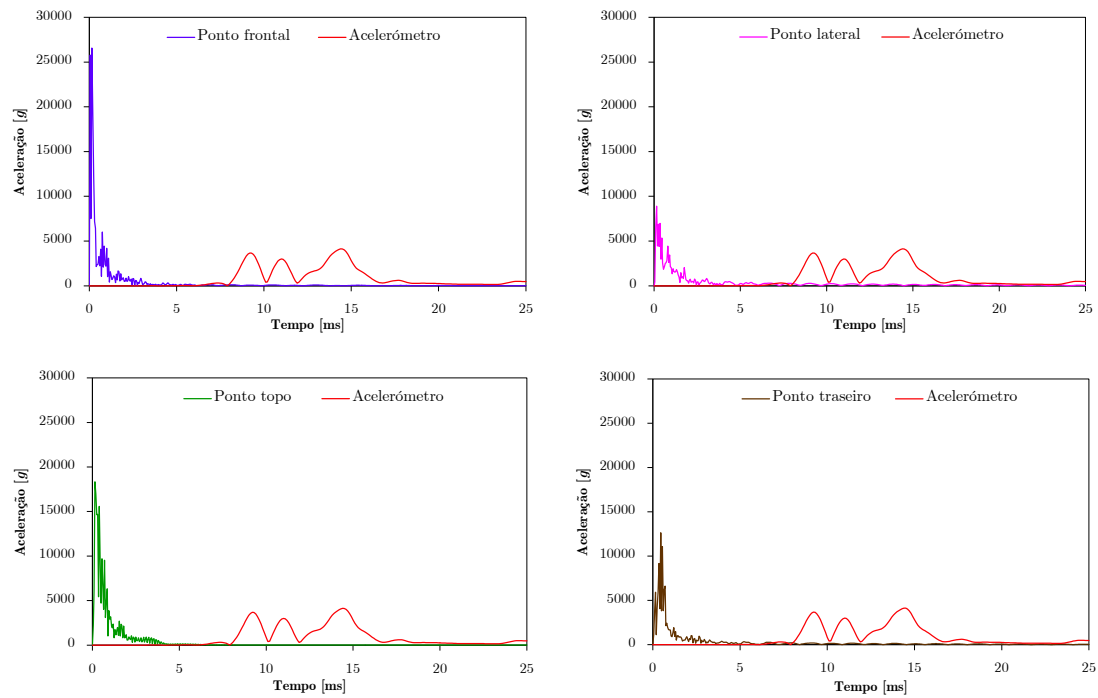 Ponto frontal Acelerómetro
30000
25000
20000
15000
10000
5000
0
Aceleração [g]
0 5 10 15 20 25
Tempo [ms]
Ponto lateral Acelerómetro
30000
25000
20000
15000
10000
5000
0
Aceleração [g]
0 5 10 15 20 25
Tempo [ms]
Ponto topo Acelerómetro
30000
25000
20000
15000
10000
5000
0
Aceleração [g]
0 5 10 15 20 25
Tempo [ms]
Ponto traseiro Acelerómetro
30000
25000
20000
15000
10000
5000
0
Aceleração [g]
0 5 10 15 20 25
Tempo [ms]